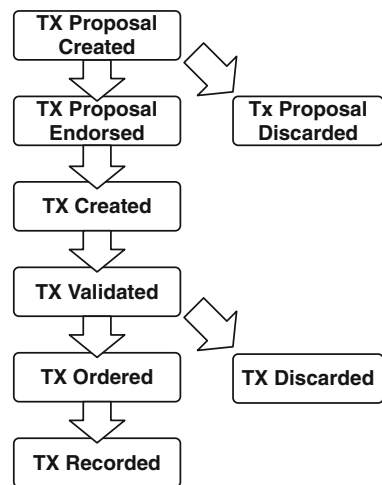 TX Proposal
Created
TX Proposal
Endorsed
Tx Proposal
Discarded
TX Created
TX Validated
TX Ordered
TX Discarded
TX Recorded